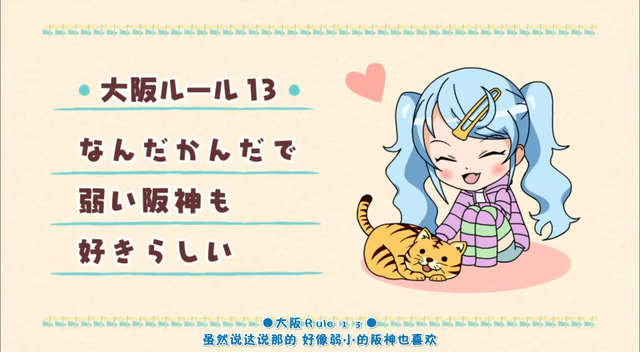 大阪ルール13
なんだかんだで
弱い阪神も
好きらしい
●大阪Rule 13●
虽然说这说那的 好像弱小的阪神也喜欢